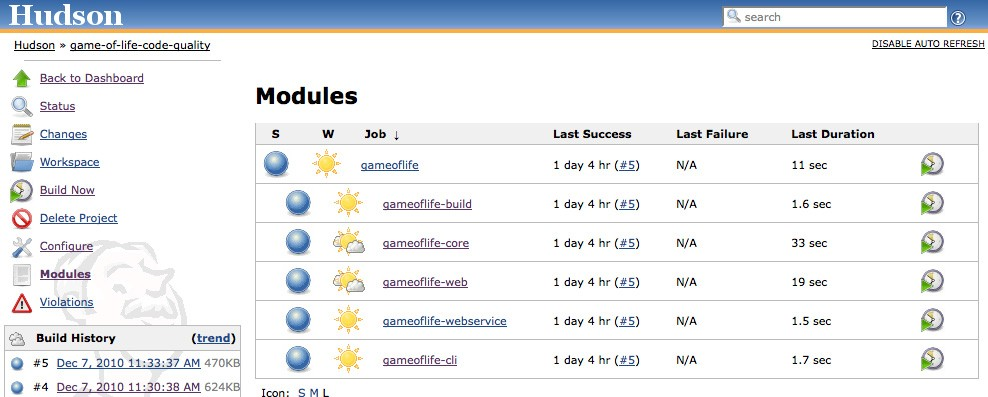 Hudson
search
Hudson » game-of-life-code-quality
DISABLE AUTO REFRESH
Back to Dashboard
Status
Changes
Workspace
Build Now
Delete Project
Configure
Modules
Violations
Build History (trend)
#5 Dec 7, 2010 11:33:37 AM 470KB
#4 Dec 7, 2010 11:30:38 AM 624KB
Modules
S W Job ↓ Last Success Last Failure Last Duration
gameoflife 1 day 4 hr (#5) N/A 11 sec
gameoflife-build 1 day 4 hr (#5) N/A 1.6 sec
gameoflife-core 1 day 4 hr (#5) N/A 33 sec
gameoflife-web 1 day 4 hr (#5) N/A 19 sec
gameoflife-webservice 1 day 4 hr (#5) N/A 1.5 sec
gameoflife-cli 1 day 4 hr (#5) N/A 1.7 sec
Icon: S M L